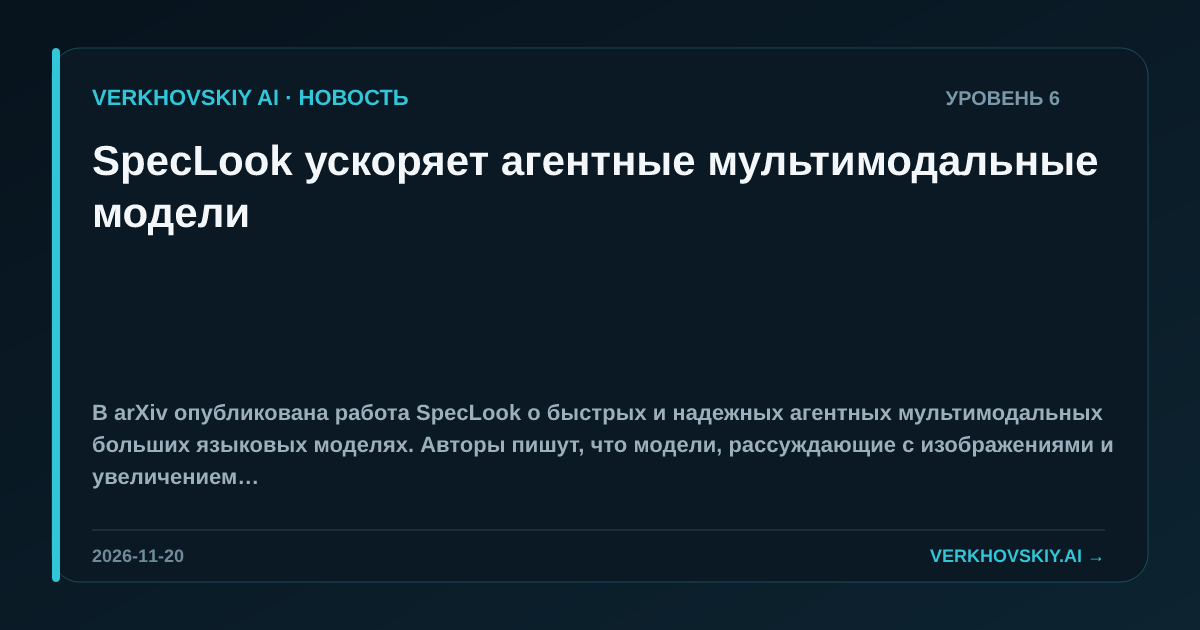 VERKHOVSKIY AI · НОВОСТЬ
УРОВЕНЬ 6
SpecLook ускоряет агентные мультимодальные
модели
В arXiv опубликована работа SpecLook о быстрых и надежных агентных мультимодальных
больших языковых моделях. Авторы пишут, что модели, рассуждающие с изображениями и
увеличением…
2026-11-20
VERKHOVSKIY.AI →